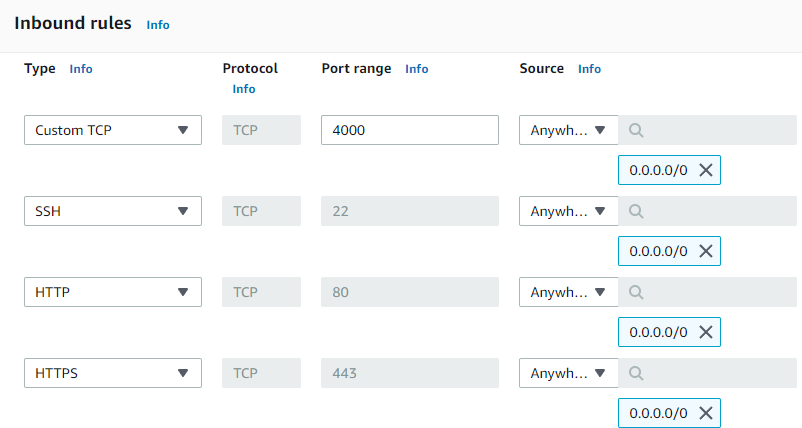 Inbound rules Info
Type Info Protocol Port range Info Source Info
Info
Custom TCP TCP 4000 Anywh...
0.0.0.0/0
SSH TCP 22 Anywh...
0.0.0.0/0
HTTP TCP 80 Anywh...
0.0.0.0/0
HTTPS TCP 443 Anywh...
0.0.0.0/0